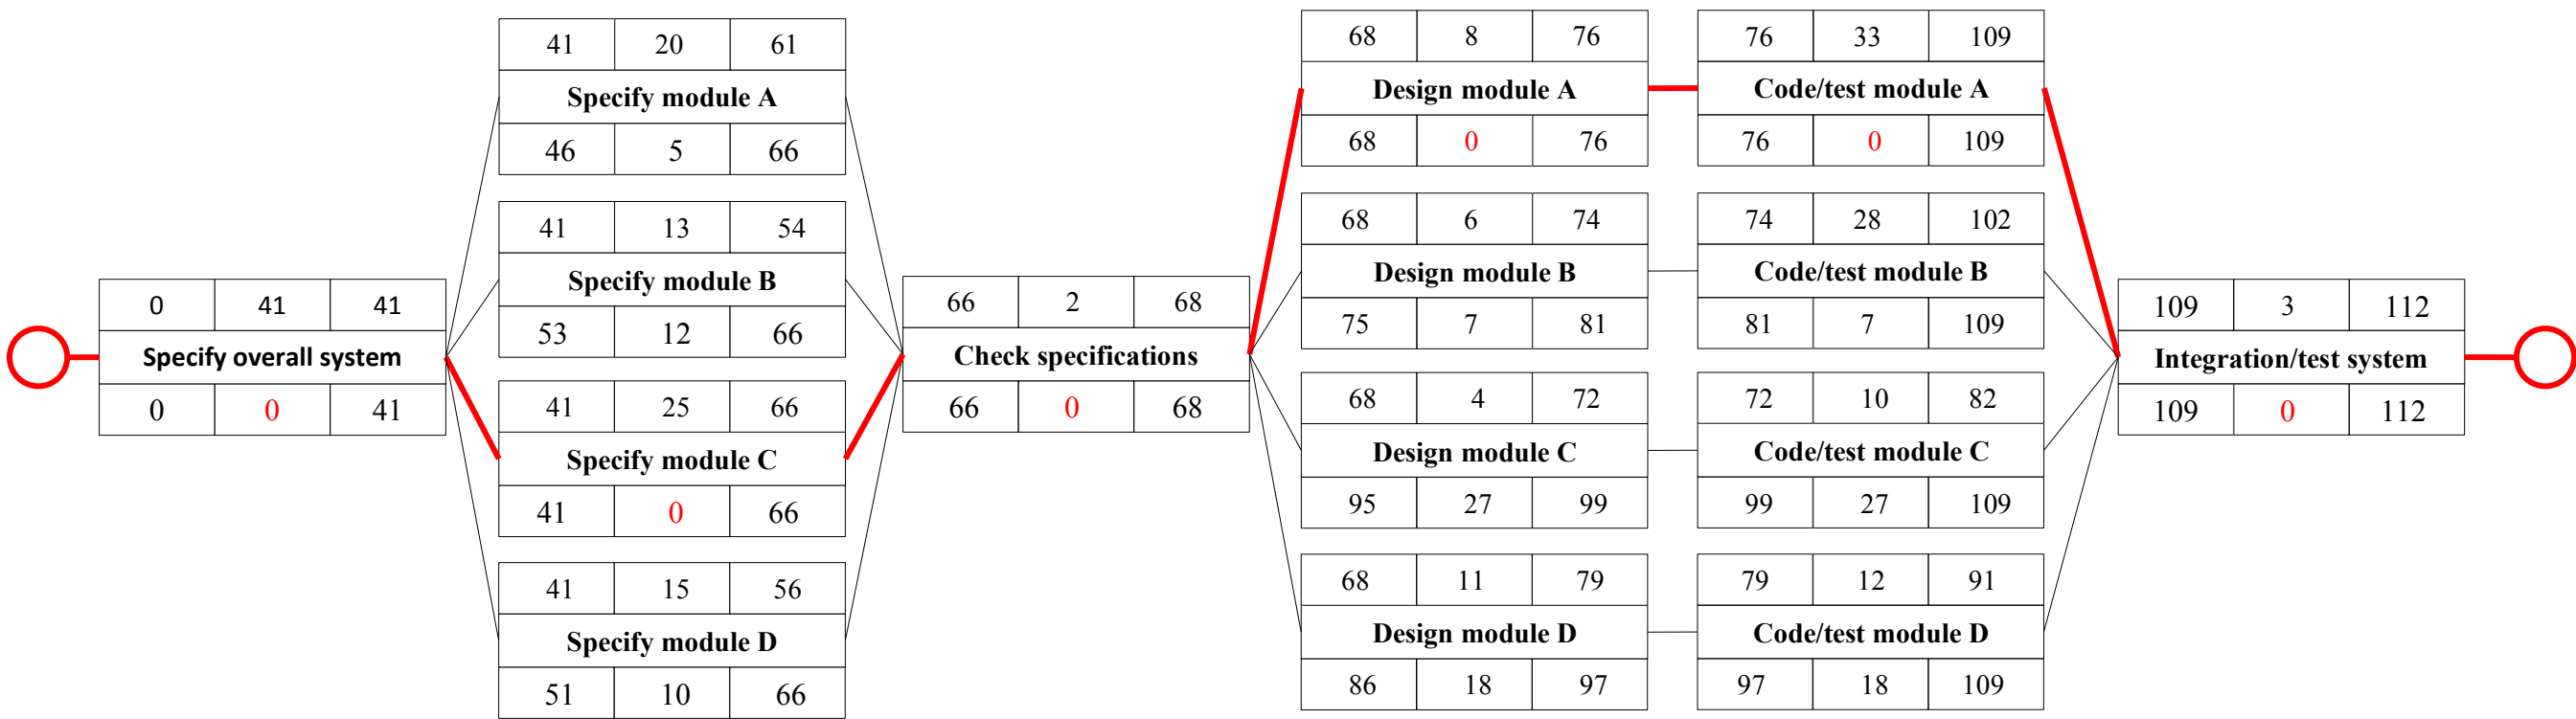 0 41 41
Specify overall system
0 0 41
41 20 61
Specify module A
46 5 66
41 13 54
Specify module B
53 12 66
41 25 66
Specify module C
41 0 66
41 15 56
Specify module D
51 10 66
66 2 68
Check specifications
66 0 68
68 8 76
Design module A
68 0 76
68 6 74
Design module B
75 7 81
68 4 72
Design module C
95 27 99
68 11 79
Design module D
86 18 97
76 33 109
Code/test module A
76 0 109
74 28 102
Code/test module B
81 7 109
72 10 82
Code/test module C
99 27 109
79 12 91
Code/test module D
97 18 109
109 3 112
Integration/test system
109 0 112